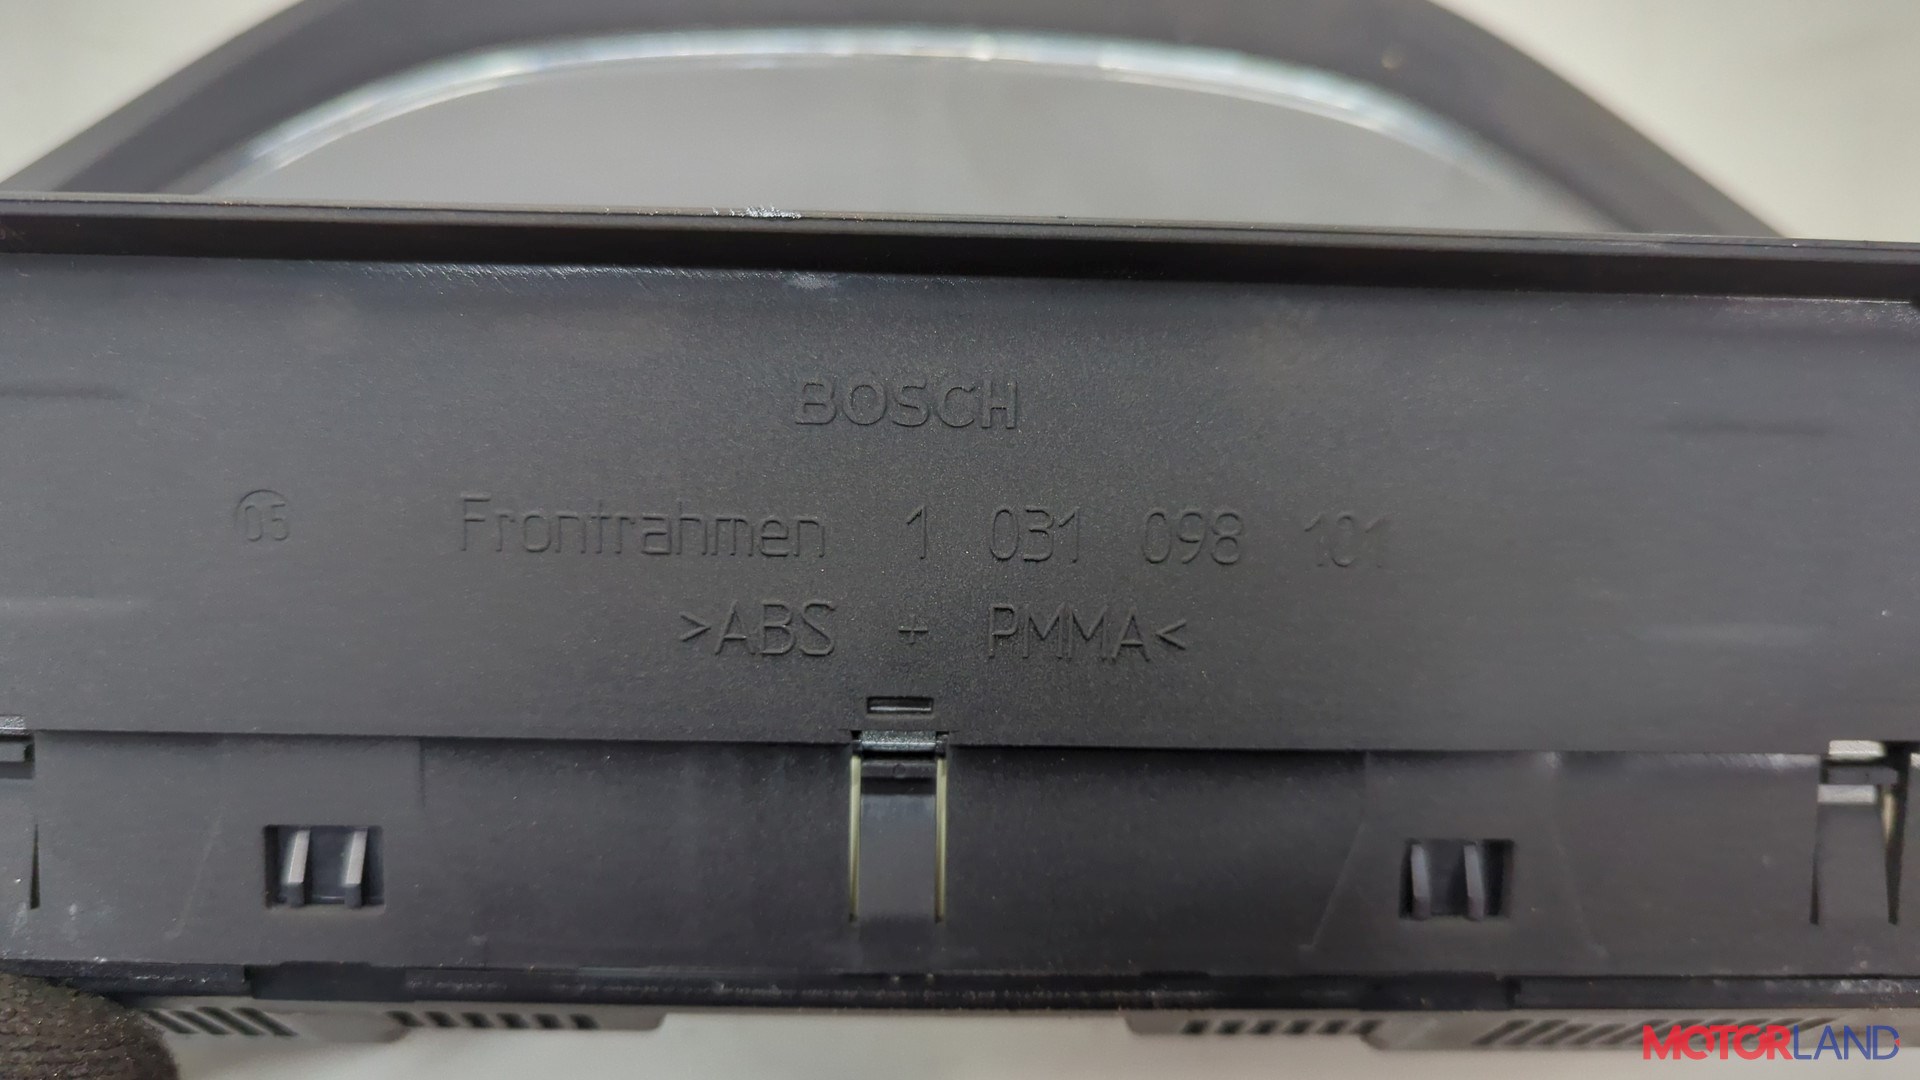 BOSCH
05 Frontrahmen 1 031 098 101
>ABS + PMMA<
MOTORLAND